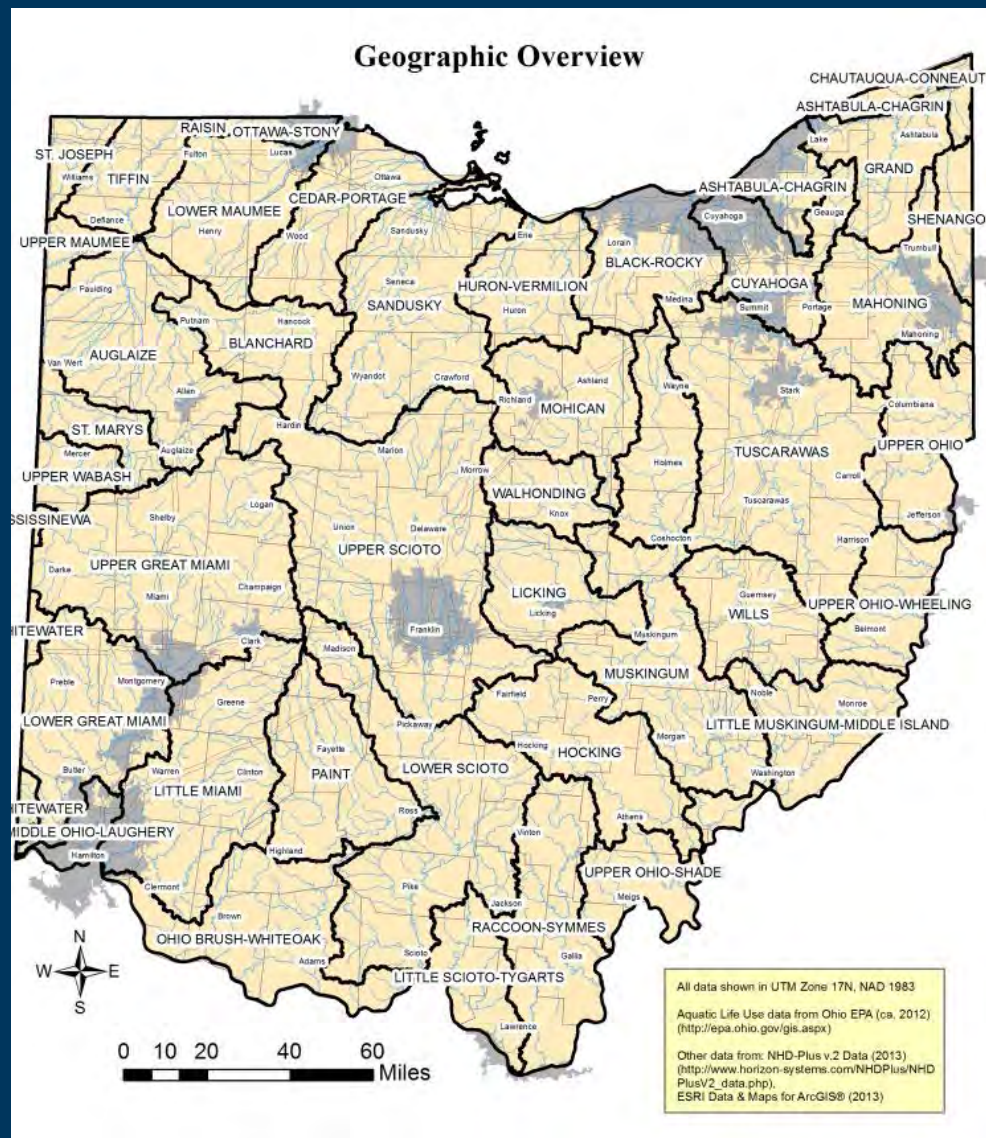 Geographic Overview
CHAUTAUQUA-CONNEAUT
ASHTABULA-CHAGRIN
RAISIN
OTTAWA-STONY
Lake
Ashtabula
ST. JOSEPH
Fulton
Lucas
GRAND
Williams
TIFFIN
Ottawa
ASHTABULA-CHAGRIN
CEDAR-PORTAGE
LOWER MAUMEE
Cuyahoga
Geauga
Defiance
Henry
Wood
Sandusky
Erie
SHENANGO
UPPER MAUMEE
Lorain
Trumbull
BLACK-ROCKY
Paulding
Seneca
HURON-VERMILION
CUYAHOGA
SANDUSKY
Medina
Summit
Portage
MAHONING
Putnam
Hancock
Huron
Mahoning
BLANCHARD
AUGLAIZE
Van Wert
Wyandot
Crawford
Ashland
Wayne
Stark
Allen
Richland
MOHICAN
Columbiana
ST. MARYS
Hardin
Mercer
Auglaize
Marion
TUSCARAWAS
UPPER OHIO
UPPER WABASH
Morrow
Holmes
Carroll
WALHONDING
SSISSINEWA
Shelby
Logan
Knox
Tuscarawas
Union
Delaware
Jefferson
UPPER SCIOTO
Coshocton
Harrison
Darke
UPPER GREAT MIAMI
Champaign
LICKING
Miami
Licking
Guernsey
WILLS
UPPER OHIO-WHEELING
HITEWATER
Clark
Franklin
Muskingum
Belmont
Madison
Preble
Montgomery
MUSKINGUM
Greene
Fairfield
Perry
Noble
Monroe
LOWER GREAT MIAMI
Pickaway
LITTLE MUSKINGUM-MIDDLE ISLAND
Fayette
Hocking
HOCKING
Morgan
Butler
Warren
Clinton
PAINT
LOWER SCIOTO
Washington
LITTLE MIAMI
HITEWATER
Ross
Athens
MIDDLE OHIO-LAUGHERY
Vinton
Hamilton
Highland
UPPER OHIO-SHADE
Clermont
Pike
Meigs
Brown
Jackson
RACCOON-SYMMES
OHIO BRUSH-WHITEOAK
Adams
Scioto
Gallia
LITTLE SCIOTO-TYGARTS
Lawrence
N
W E
S
0 10 20 40 60
Miles
All data shown in UTM Zone 17N, NAD 1983
Aquatic Life Use data from Ohio EPA (ca. 2012)
(http://epa.ohio.gov/gis.aspx)
Other data from: NHD-Plus v.2 Data (2013)
(http://www.horizon-systems.com/NHDPlus/NHD
PlusV2_data.php),
ESRI Data & Maps for ArcGIS® (2013)